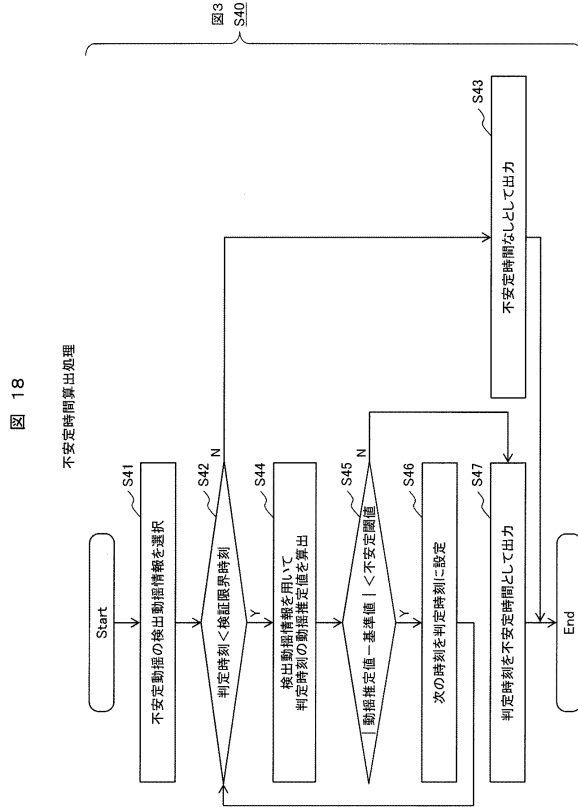 図 18
不安定時間算出処理
図3
S40
Start
S41
不安定動揺の検出動揺情報を選択
S42
判定時刻＜検証限界時刻
N
Y
S44
検出動揺情報を用いて
判定時刻の動揺推定値を算出
S45
｜動揺推定値－基準値｜＜不安定閾値
N
Y
S46
次の時刻を判定時刻に設定
S47
判定時刻を不安定時間として出力
S43
不安定時間なしとして出力
End